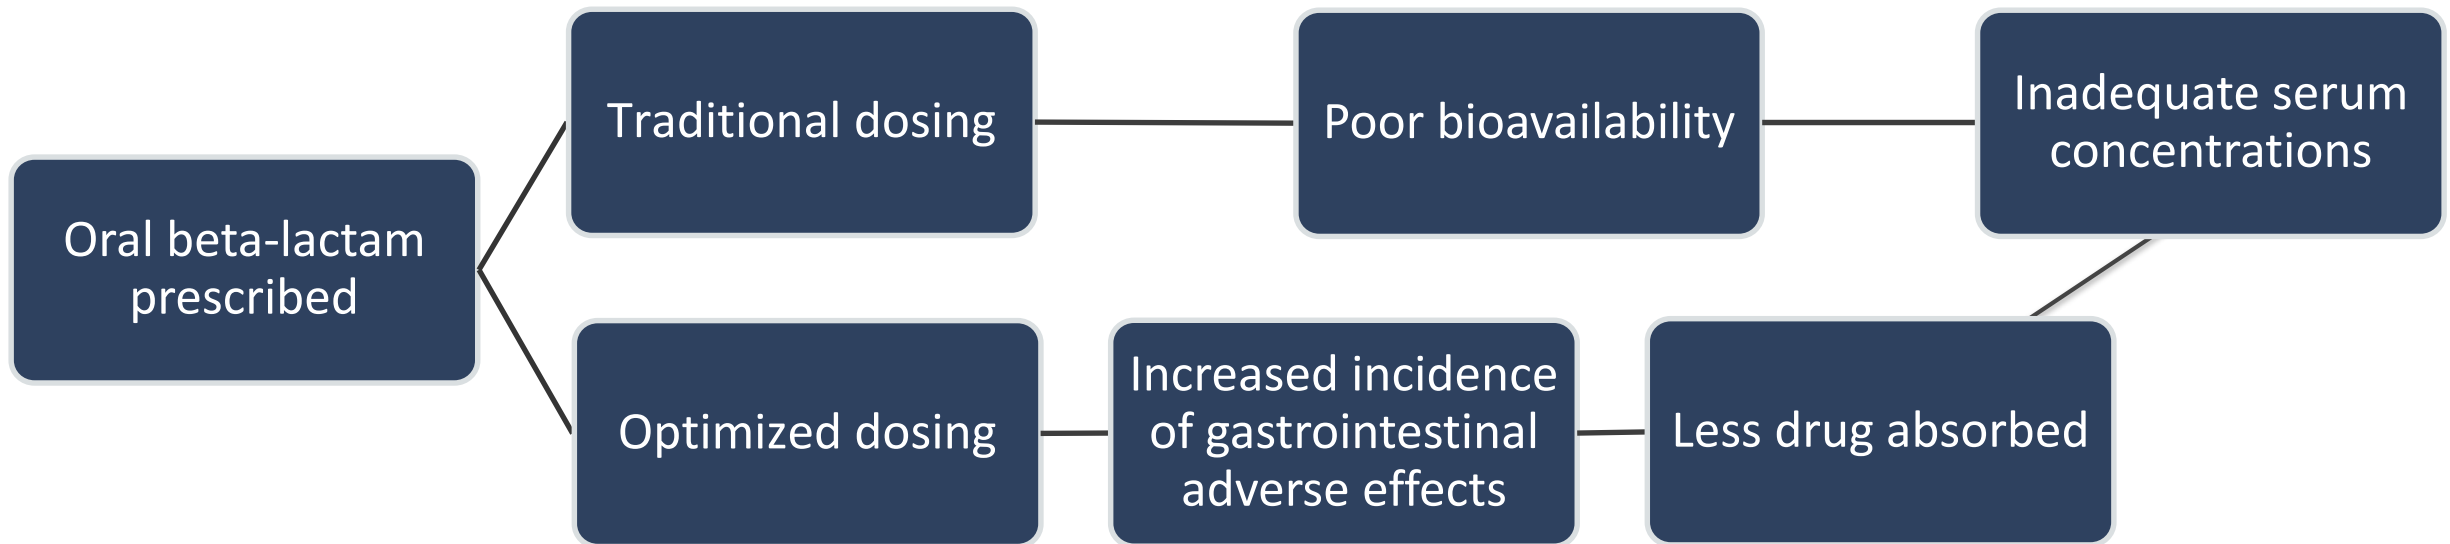 Oral beta-lactam
prescribed
Traditional dosing
Poor bioavailability
Inadequate serum
concentrations
Optimized dosing
Increased incidence
of gastrointestinal
adverse effects
Less drug absorbed